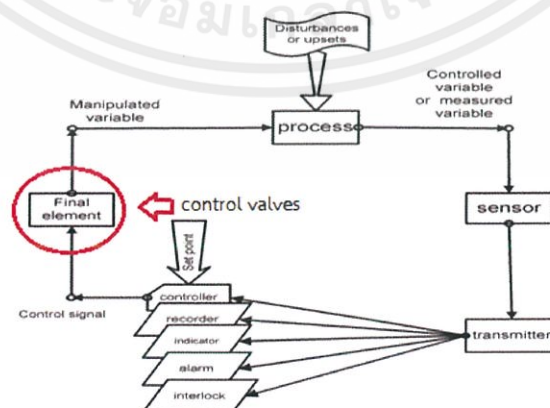 Disturbances
or upsets
Controlled
variable
or measured
variable
Manipulated
variable
process
Final
element
control valves
sensor
Set point
controller
Control signal
recorder
transmitter
indicator
alarm
interlock